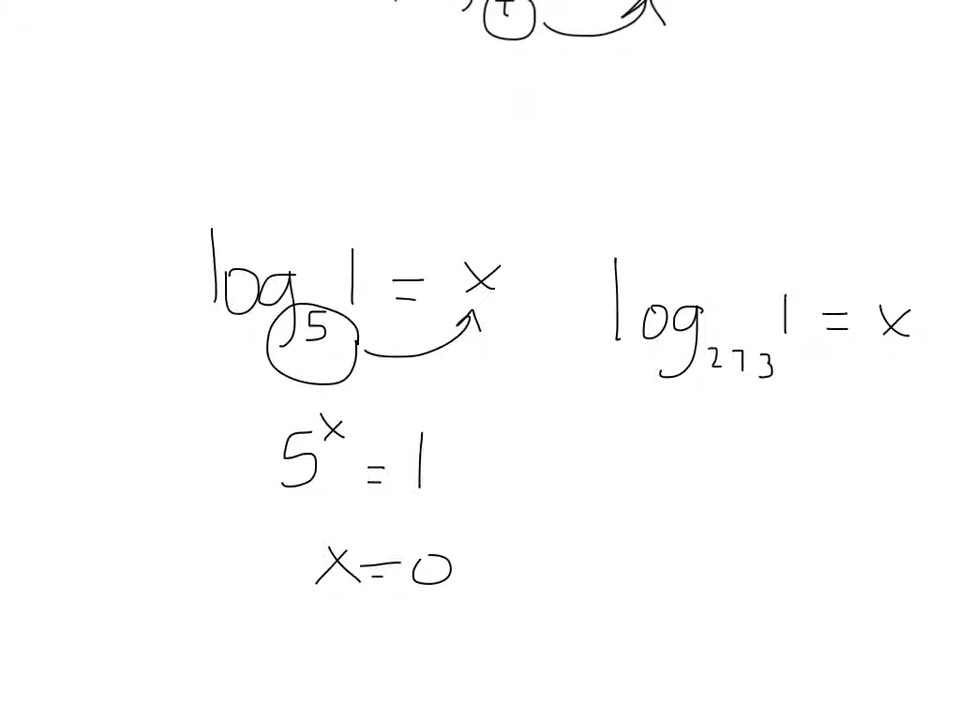 log₅ 1 = x
5ˣ = 1
x = 0
log₂₇₃ 1 = x